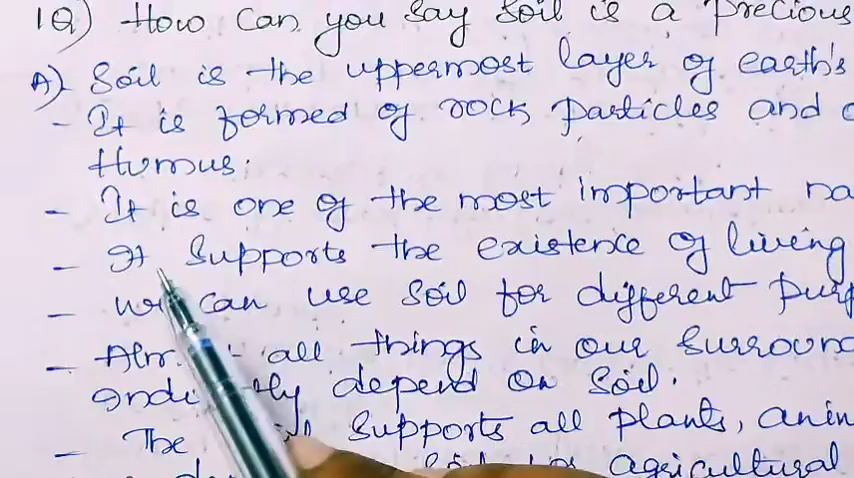 1Q) How can you say soil is a precious
A) Soil is the uppermost layer of earth's
- It is formed of rock particles and
Humus.
- It is one of the most important
- It supports the existence of living
- We can use soil for different
- all things in our
depend on soil.
- The supports all plants,
agricultural